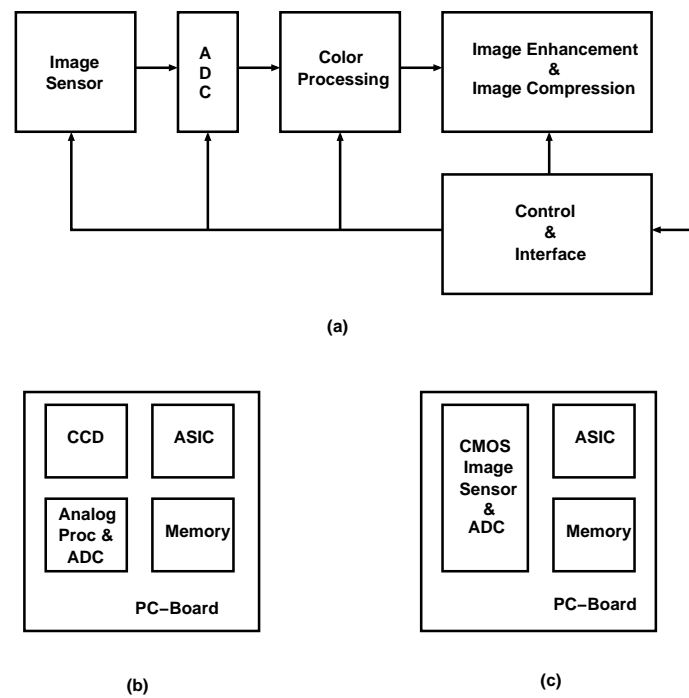 Image
Sensor
A
D
C
Color
Processing
Image Enhancement
&
Image Compression
Control
&
Interface
(a)
CCD
ASIC
Analog
Proc &
ADC
Memory
PC−Board
(b)
CMOS
Image
Sensor
&
ADC
ASIC
Memory
PC−Board
(c)